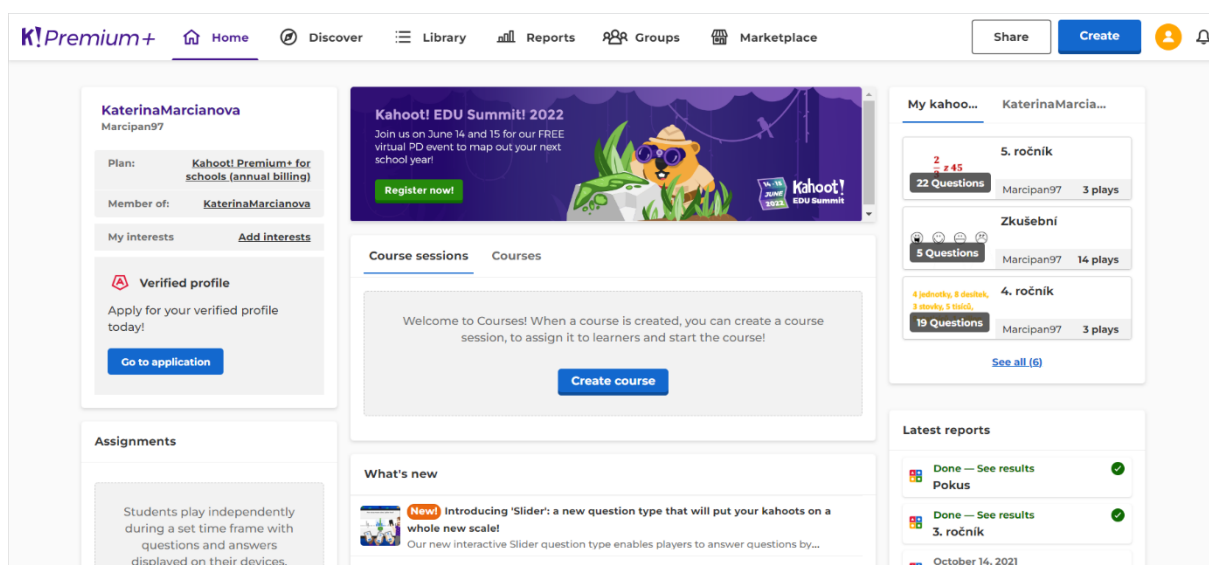 K! Premium+
Home
Discover
Library
Reports
Groups
Marketplace
Share
Create
KaterinaMarcianova
Marcipan97
Plan:
Kahoot! Premium+ for
schools (annual billing)
Member of:
KaterinaMarcianova
My interests
Add interests
Verified profile
Apply for your verified profile
today!
Go to application
Assignments
Students play independently
during a set time frame with
questions and answers
displayed on their devices.
Kahoot! EDU Summit! 2022
Join us on June 14 and 15 for our FREE
virtual PD event to map out your next
school year!
Register now!
14 - 15
JUNE
2022
Kahoot!
EDU Summit
Course sessions
Courses
Welcome to Courses! When a course is created, you can create a course
session, to assign it to learners and start the course!
Create course
What's new
New! Introducing 'Slider': a new question type that will put your kahoots on a
whole new scale!
Our new interactive Slider question type enables players to answer questions by...
My kahoo...
KaterinaMarcia...
2
z 45
22 Questions
5. ročník
Marcipan97
3 plays
Zkušební
5 Questions
Marcipan97
14 plays
4 jednotky, 8 desítek,
3 stovky, 5 tisíců,
19 Questions
4. ročník
Marcipan97
3 plays
See all (6)
Latest reports
Done — See results
Pokus
Done — See results
3. ročník
October 14, 2021